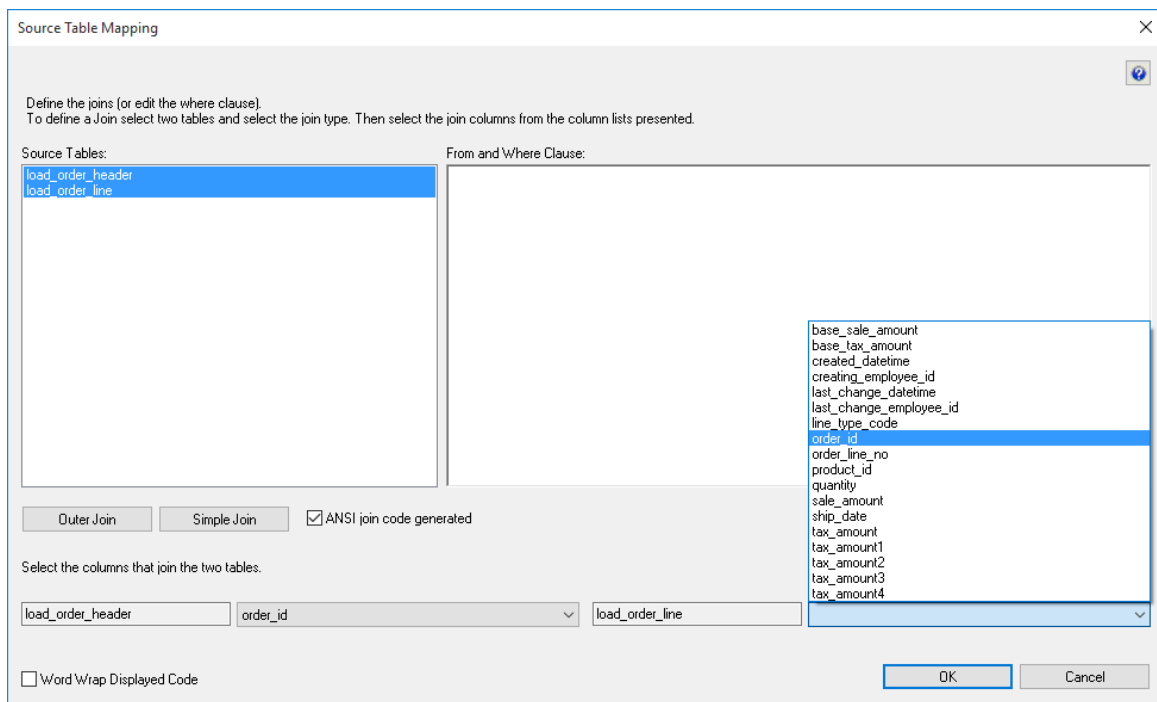 Source Table Mapping
Define the joins (or edit the where clause).
To define a Join select two tables and select the join type. Then select the join columns from the column lists presented.
Source Tables:
From and Where Clause:
load_order_header
load_order_line
base_sale_amount
base_tax_amount
created_datetime
creating_employee_id
last_change_datetime
last_change_employee_id
line_type_code
order_id
order_line_no
product_id
quantity
sale_amount
ship_date
tax_amount
tax_amount1
tax_amount2
tax_amount3
tax_amount4
Outer Join
Simple Join
ANSI join code generated
Select the columns that join the two tables.
load_order_header
order_id
load_order_line
Word Wrap Displayed Code
OK
Cancel